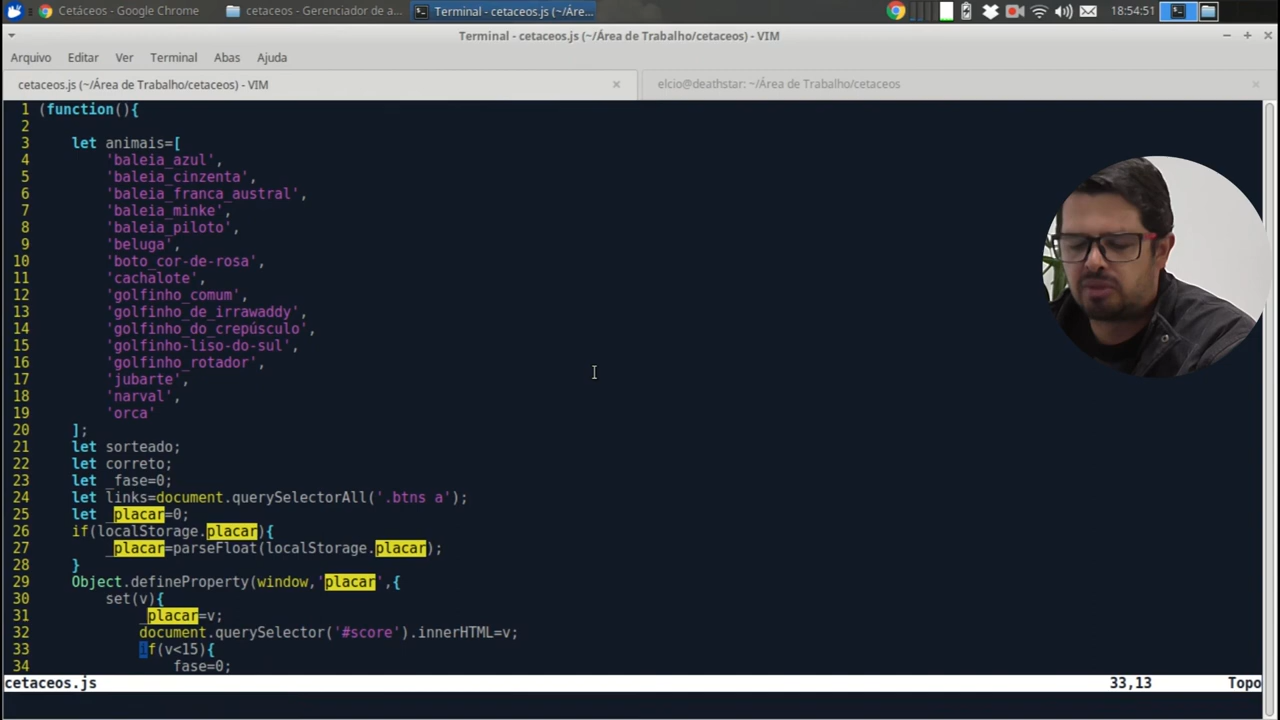 Cetáceos - Google Chrome
cetaceos - Gerenciador de a...
Terminal - cetaceos.js (~/Áre...
18:54:51
Terminal - cetaceos.js (~/Área de Trabalho/cetaceos) - VIM
Arquivo Editar Ver Terminal Abas Ajuda
cetaceos.js (~/Área de Trabalho/cetaceos) - VIM
elcio@deathstar: ~/Área de Trabalho/cetaceos
1 (function(){
2
3 let animais=[
4 'baleia_azul',
5 'baleia_cinzenta',
6 'baleia_franca_austral',
7 'baleia_minke',
8 'baleia_piloto',
9 'beluga',
10 'boto_cor-de-rosa',
11 'cachalote',
12 'golfinho_comum',
13 'golfinho_de_irrawaddy',
14 'golfinho_do_crepúsculo',
15 'golfinho-liso-do-sul',
16 'golfinho_rotador',
17 'jubarte',
18 'narval',
19 'orca'
20 ];
21 let sorteado;
22 let correto;
23 let _fase=0;
24 let links=document.querySelectorAll('.btns a');
25 let _placar=0;
26 if(localStorage.placar){
27 _placar=parseFloat(localStorage.placar);
28 }
29 Object.defineProperty(window,'placar',{
30 set(v){
31 _placar=v;
32 document.querySelector('#score').innerHTML=v;
33 if(v<15){
34 fase=0;
cetaceos.js 33,13 Topo